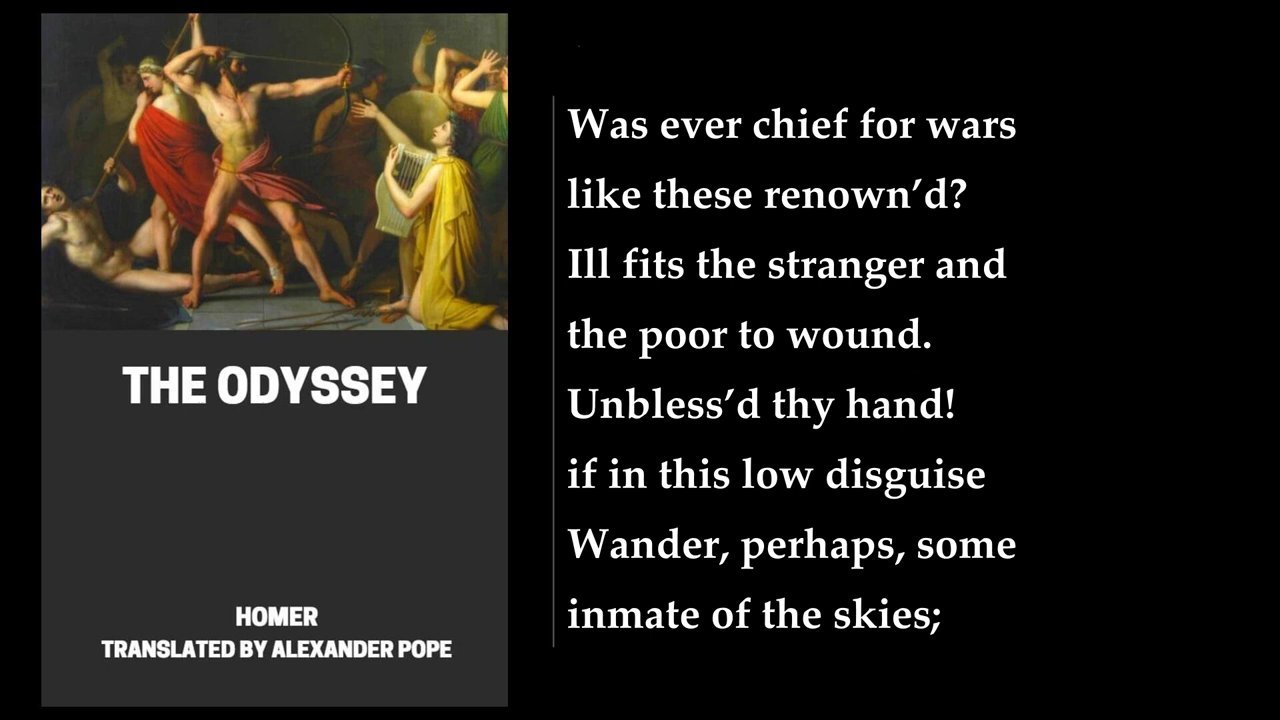 THE ODYSSEY
HOMER
TRANSLATED BY ALEXANDER POPE
Was ever chief for wars
like these renown’d?
Ill fits the stranger and
the poor to wound.
Unbless’d thy hand!
if in this low disguise
Wander, perhaps, some
inmate of the skies;